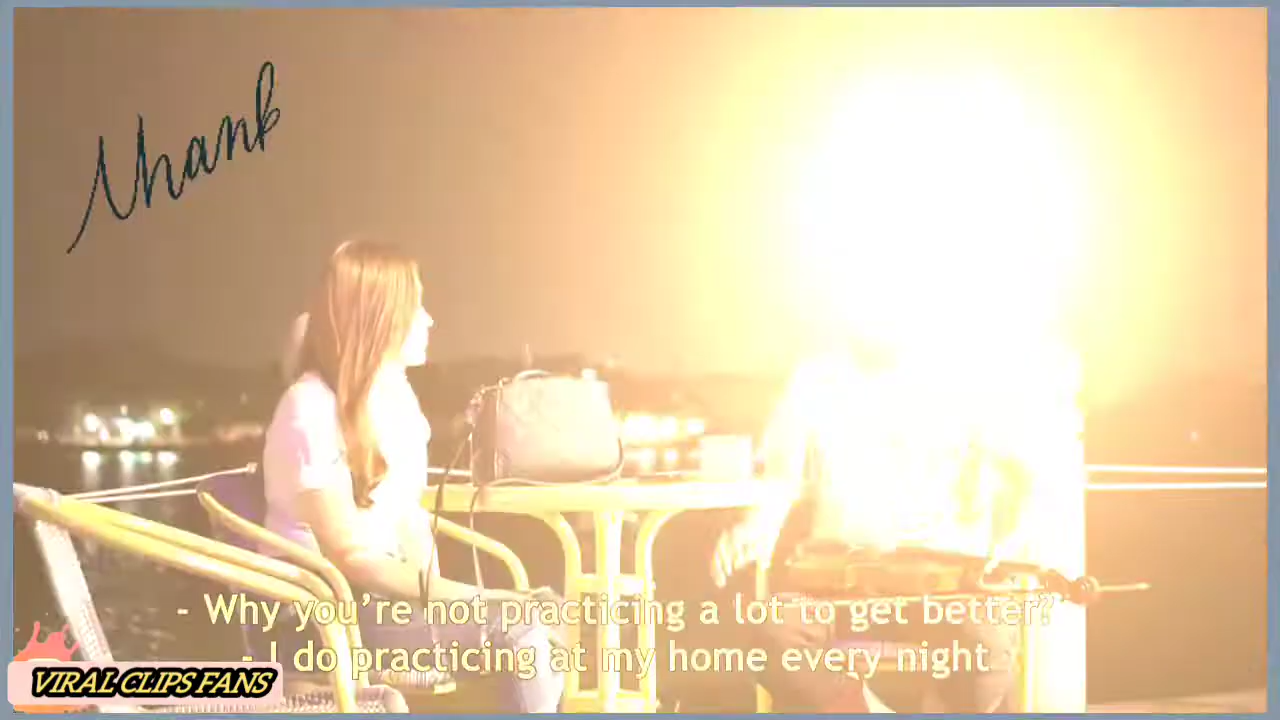 Thank
- Why you're not practicing a lot to get better?
- I do practicing at my home every night
VIRAL CLIPS FANS